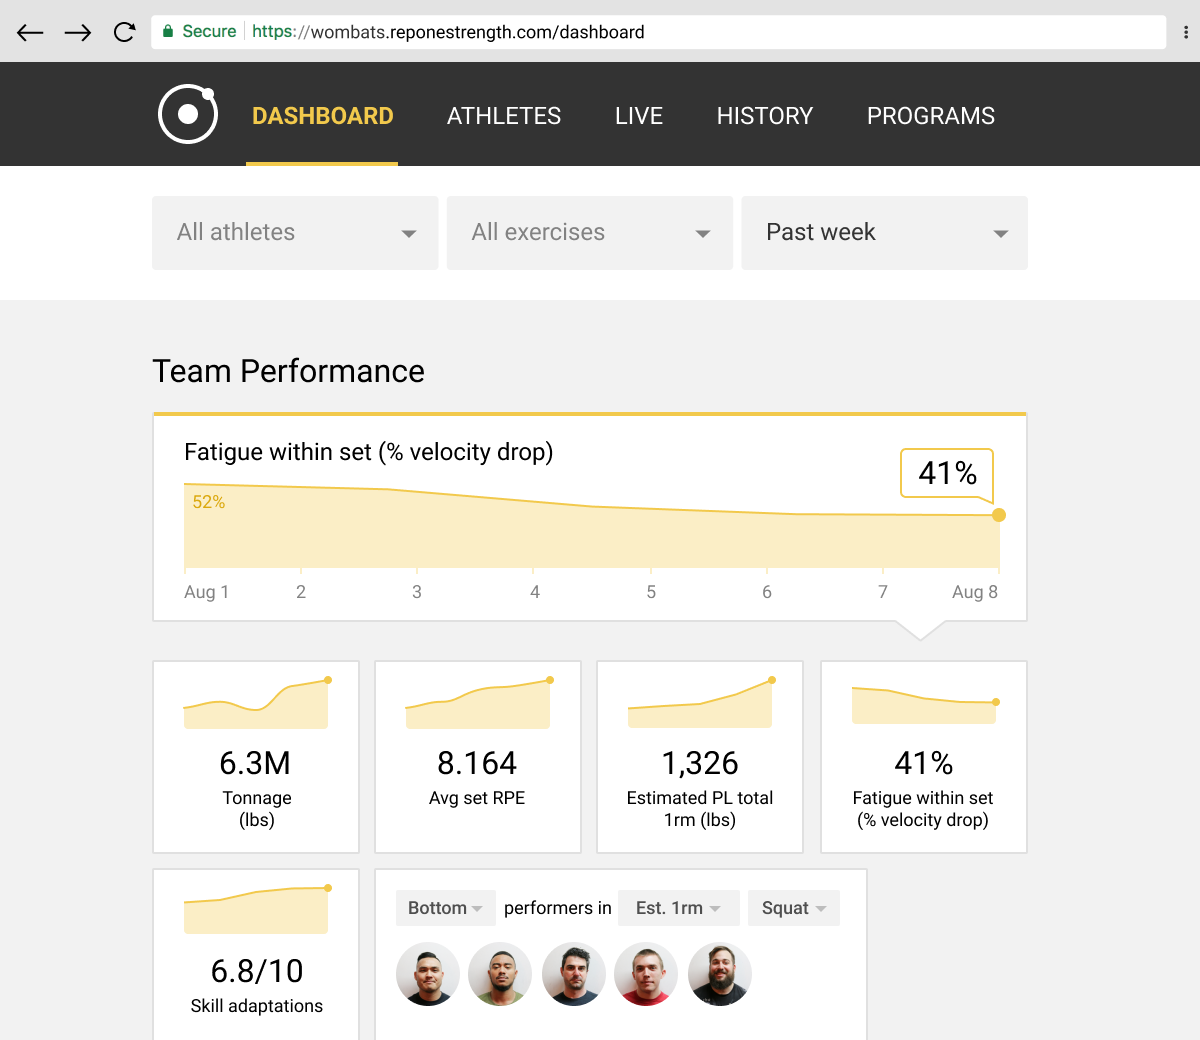 Secure https://wombats.reponestrength.com/dashboard
DASHBOARD ATHLETES LIVE HISTORY PROGRAMS
All athletes All exercises Past week
Team Performance
Fatigue within set (% velocity drop)
41%
52%
Aug 1 2 3 4 5 6 7 Aug 8
6.3M
Tonnage
(lbs)
8.164
Avg set RPE
1,326
Estimated PL total
1rm (lbs)
41%
Fatigue within set
(% velocity drop)
6.8/10
Skill adaptations
Bottom performers in Est. 1rm Squat